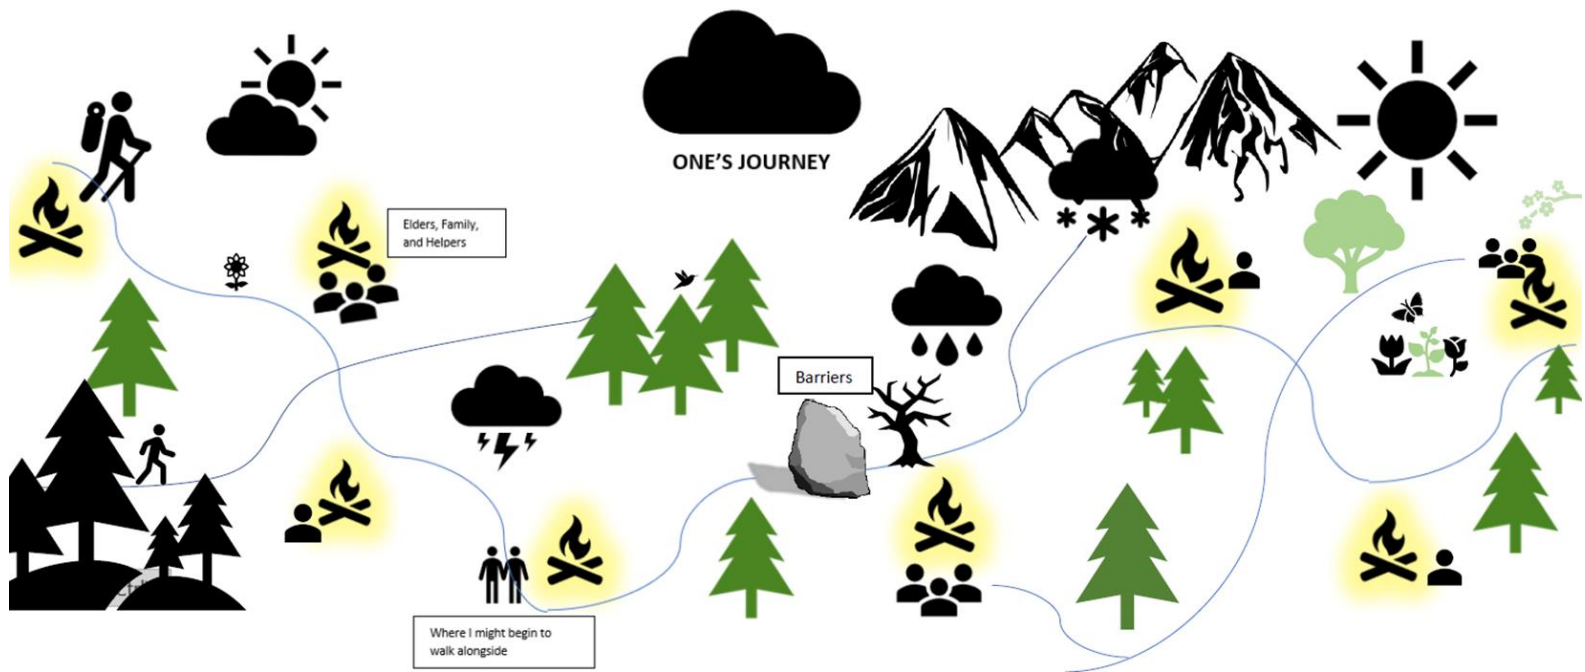 ONE'S JOURNEY
Elders, Family,
and Helpers
Barriers
Where I might begin to
walk alongside